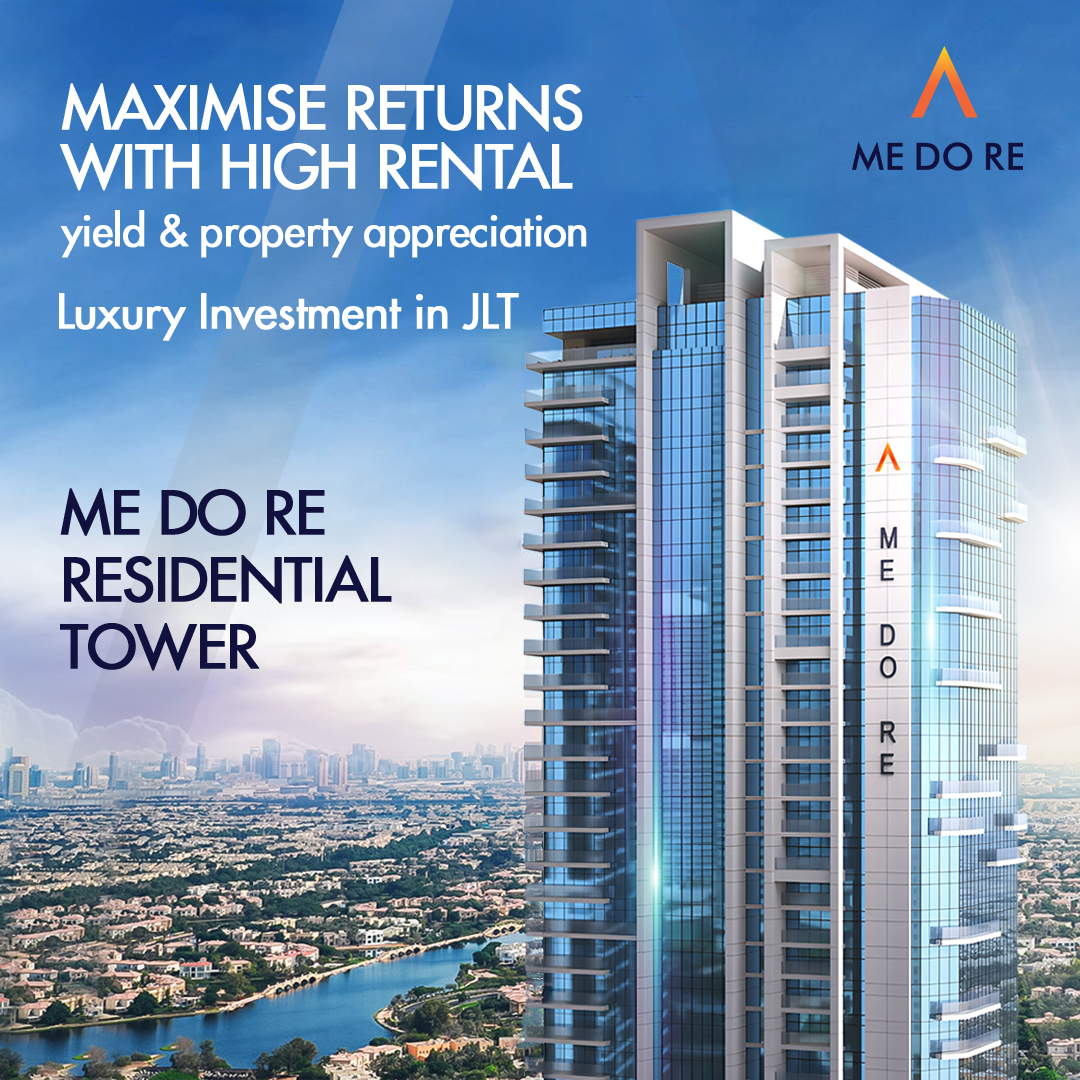 MAXIMISE RETURNS
WITH HIGH RENTAL
yield & property appreciation
Luxury Investment in JLT
ME DO RE
ME DO RE
RESIDENTIAL
TOWER
ME DO RE